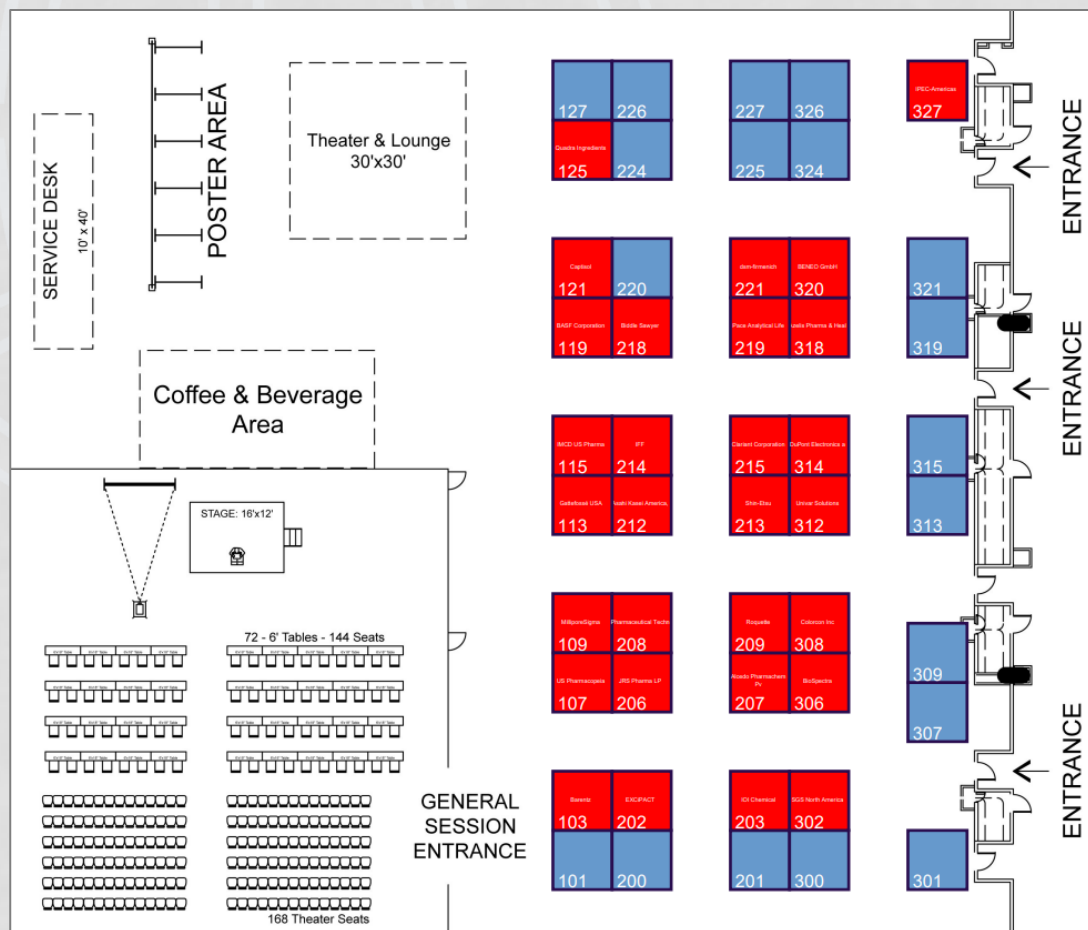 SERVICE DESK
10' x 40'
POSTER AREA
Theater & Lounge
30'x30'
127
226
Quadra Ingredients
125
224
227
326
225
324
IPEC-Americas
327
ENTRANCE
Captisol
121
220
BASF Corporation
119
Biddle Sawyer
218
dsm-firmenich
221
BENEO GmbH
320
Pace Analytical Life
219
318
321
319
ENTRANCE
Coffee & Beverage
Area
IMCD US Pharma
115
IFF
214
Gattefossé USA
113
Asahi Kasei America,
212
Clariant Corporation
215
DuPont Electronics a
314
Shin-Etsu
213
Univar Solutions
312
315
313
STAGE: 16'x12'
72 - 6' Tables - 144 Seats
MilliporeSigma
109
Pharmaceutical Techn
208
US Pharmacopeia
107
JRS Pharma LP
206
Roquette
209
Colorcon Inc
308
207
BioSpectra
306
309
307
ENTRANCE
GENERAL
SESSION
ENTRANCE
168 Theater Seats
Barentz
103
EXCiPACT
202
101
200
IOI Chemical
203
SGS North America
302
201
300
301